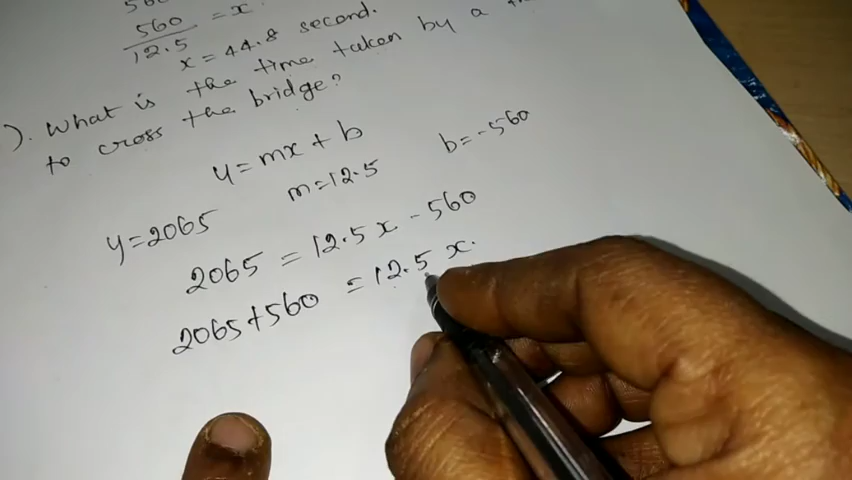 560
560 / 12.5 = x
x = 44.8 second.
). What is the time taken by a
to cross the bridge?
y = mx + b
y = 2065 m = 12.5 b = -560
2065 = 12.5 x - 560
2065 + 560 = 12.5 x.